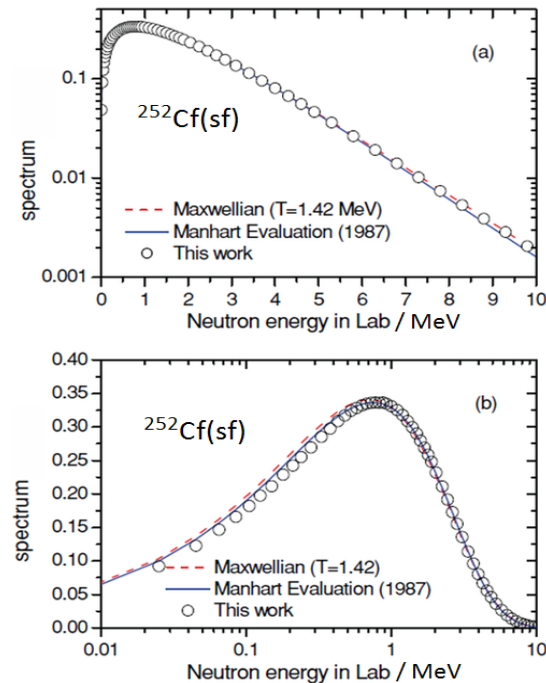 (a)
0.1
252Cf(sf)
spectrum
0.01
Maxwellian (T=1.42 MeV)
Manhart Evaluation (1987)
This work
0.001
0 1 2 3 4 5 6 7 8 9 10
Neutron energy in Lab / MeV
0.40
(b)
0.35
252Cf(sf)
0.30
0.25
spectrum
0.20
0.15
0.10
Maxwellian (T=1.42)
Manhart Evaluation (1987)
0.05
This work
0.00
0.01 0.1 1 10
Neutron energy in Lab / MeV